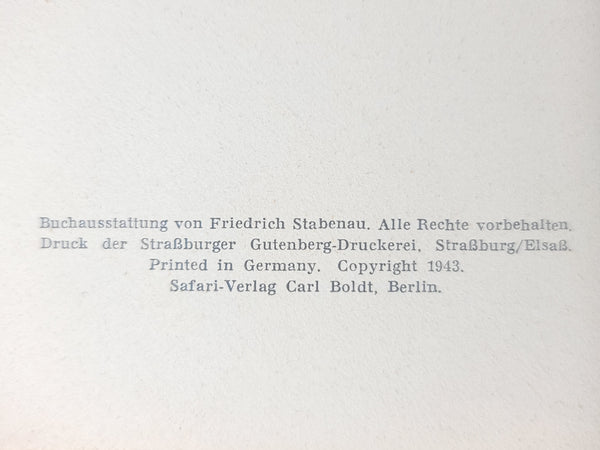 Buchausstattung von Friedrich Stabenau. Alle Rechte vorbehalten.
Druck der Straßburger Gutenberg-Druckerei, Straßburg/Elsaß.
Printed in Germany. Copyright 1943.
Safari-Verlag Carl Boldt, Berlin.